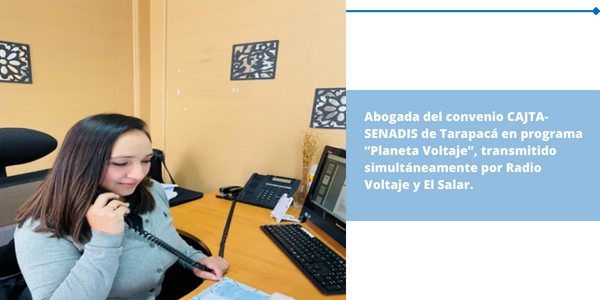 Abogada del convenio CAJTA-
SENADIS de Tarapacá en programa
“Planeta Voltaje”, transmitido
simultáneamente por Radio
Voltaje y El Salar.